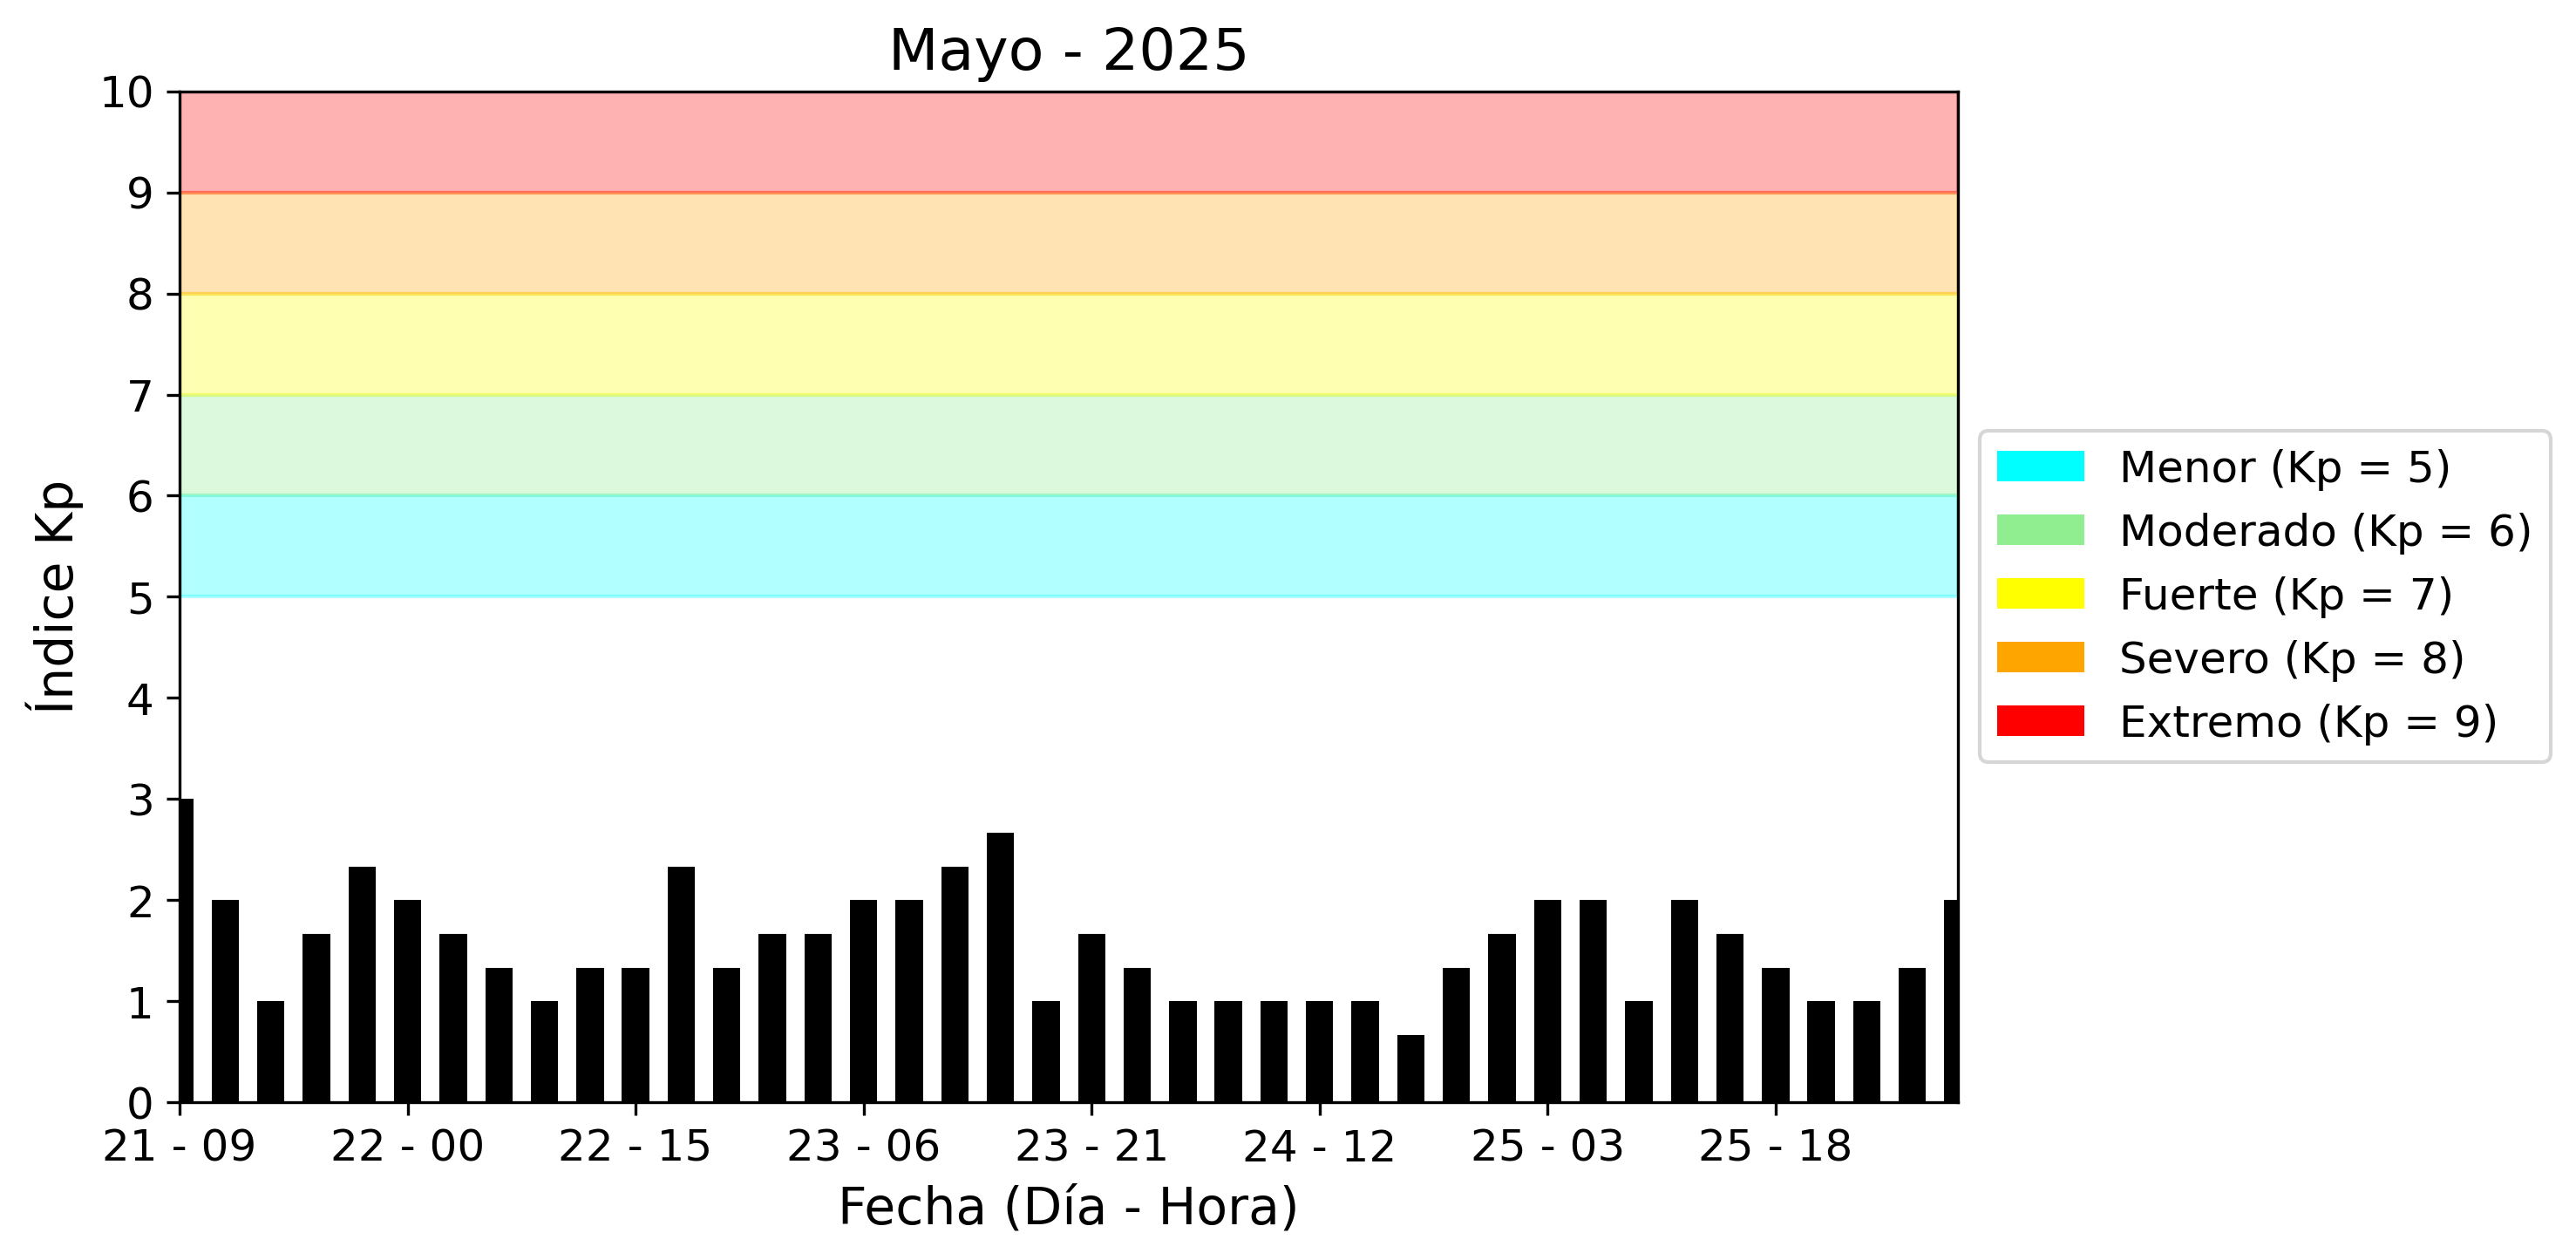 Mayo - 2025
10
9
8
7
6
5
4
3
2
1
0
Índice Kp
21 - 09
22 - 00
22 - 15
23 - 06
23 - 21
24 - 12
25 - 03
25 - 18
Fecha (Día - Hora)
Menor (Kp = 5)
Moderado (Kp = 6)
Fuerte (Kp = 7)
Severo (Kp = 8)
Extremo (Kp = 9)